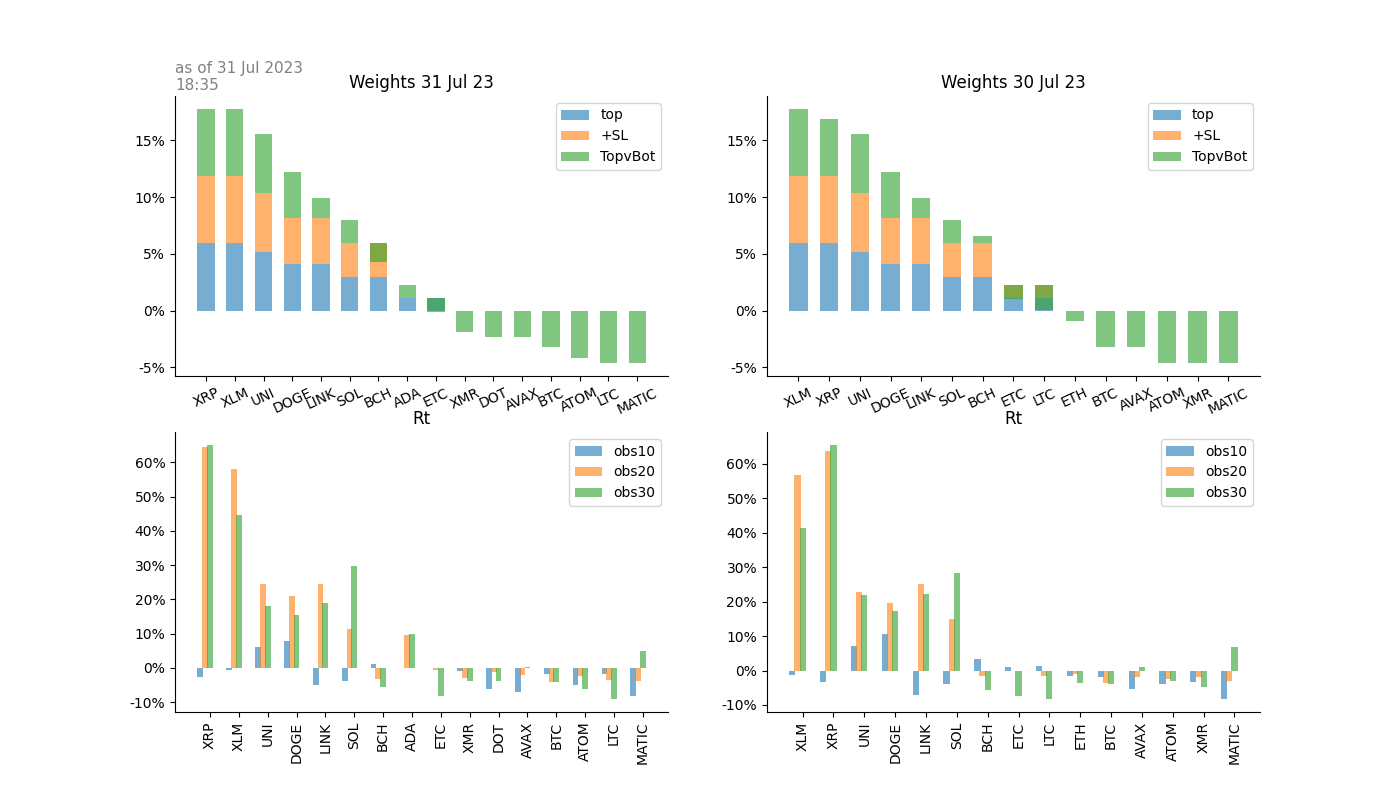 as of 31 Jul 2023
18:35
Weights 31 Jul 23
top
+SL
TopvBot
15%
10%
5%
0%
-5%
XRP XLM UNI DOGE LINK SOL BCH ADA ETC XMR DOT AVAX BTC ATOM LTC MATIC
Weights 30 Jul 23
top
+SL
TopvBot
15%
10%
5%
0%
-5%
XLM XRP UNI DOGE LINK SOL BCH ETC LTC ETH BTC AVAX ATOM XMR MATIC
Rt
obs10
obs20
obs30
60%
50%
40%
30%
20%
10%
0%
-10%
XRP XLM UNI DOGE LINK SOL BCH ADA ETC XMR DOT AVAX BTC ATOM LTC MATIC
Rt
obs10
obs20
obs30
60%
50%
40%
30%
20%
10%
0%
-10%
XLM XRP UNI DOGE LINK SOL BCH ETC LTC ETH BTC AVAX ATOM XMR MATIC